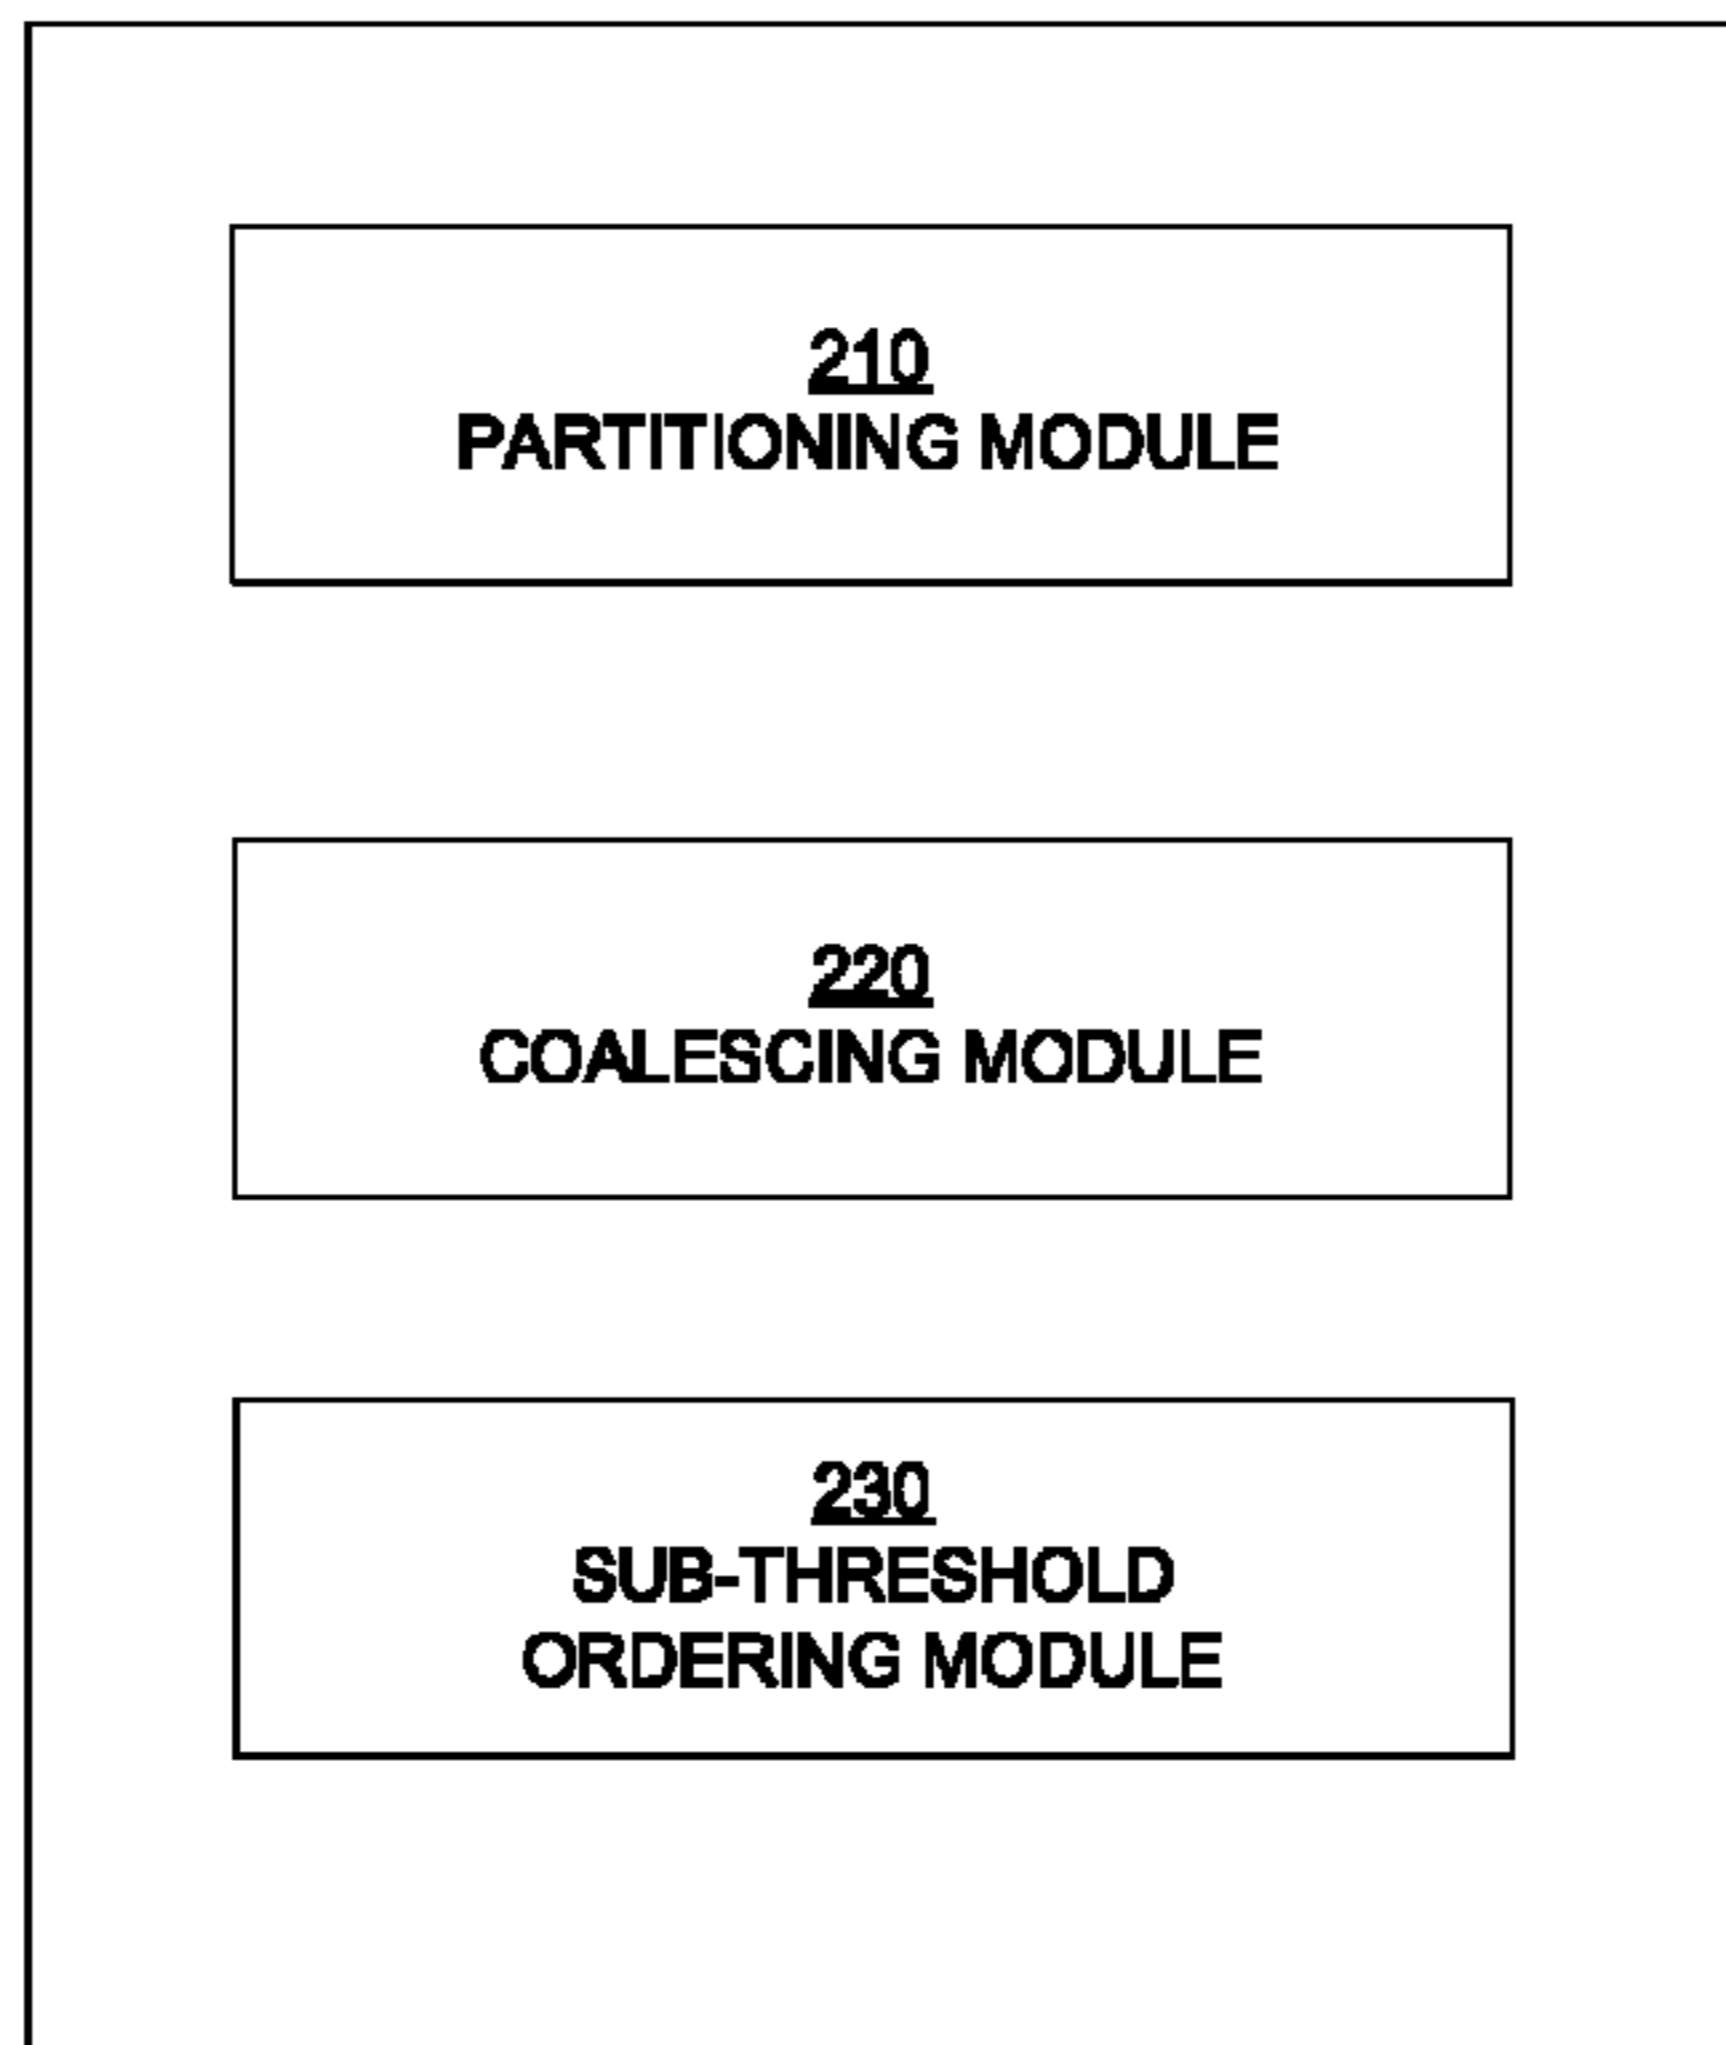 210
PARTITIONING MODULE
220
COALESCING MODULE
230
SUB-THRESHOLD
ORDERING MODULE